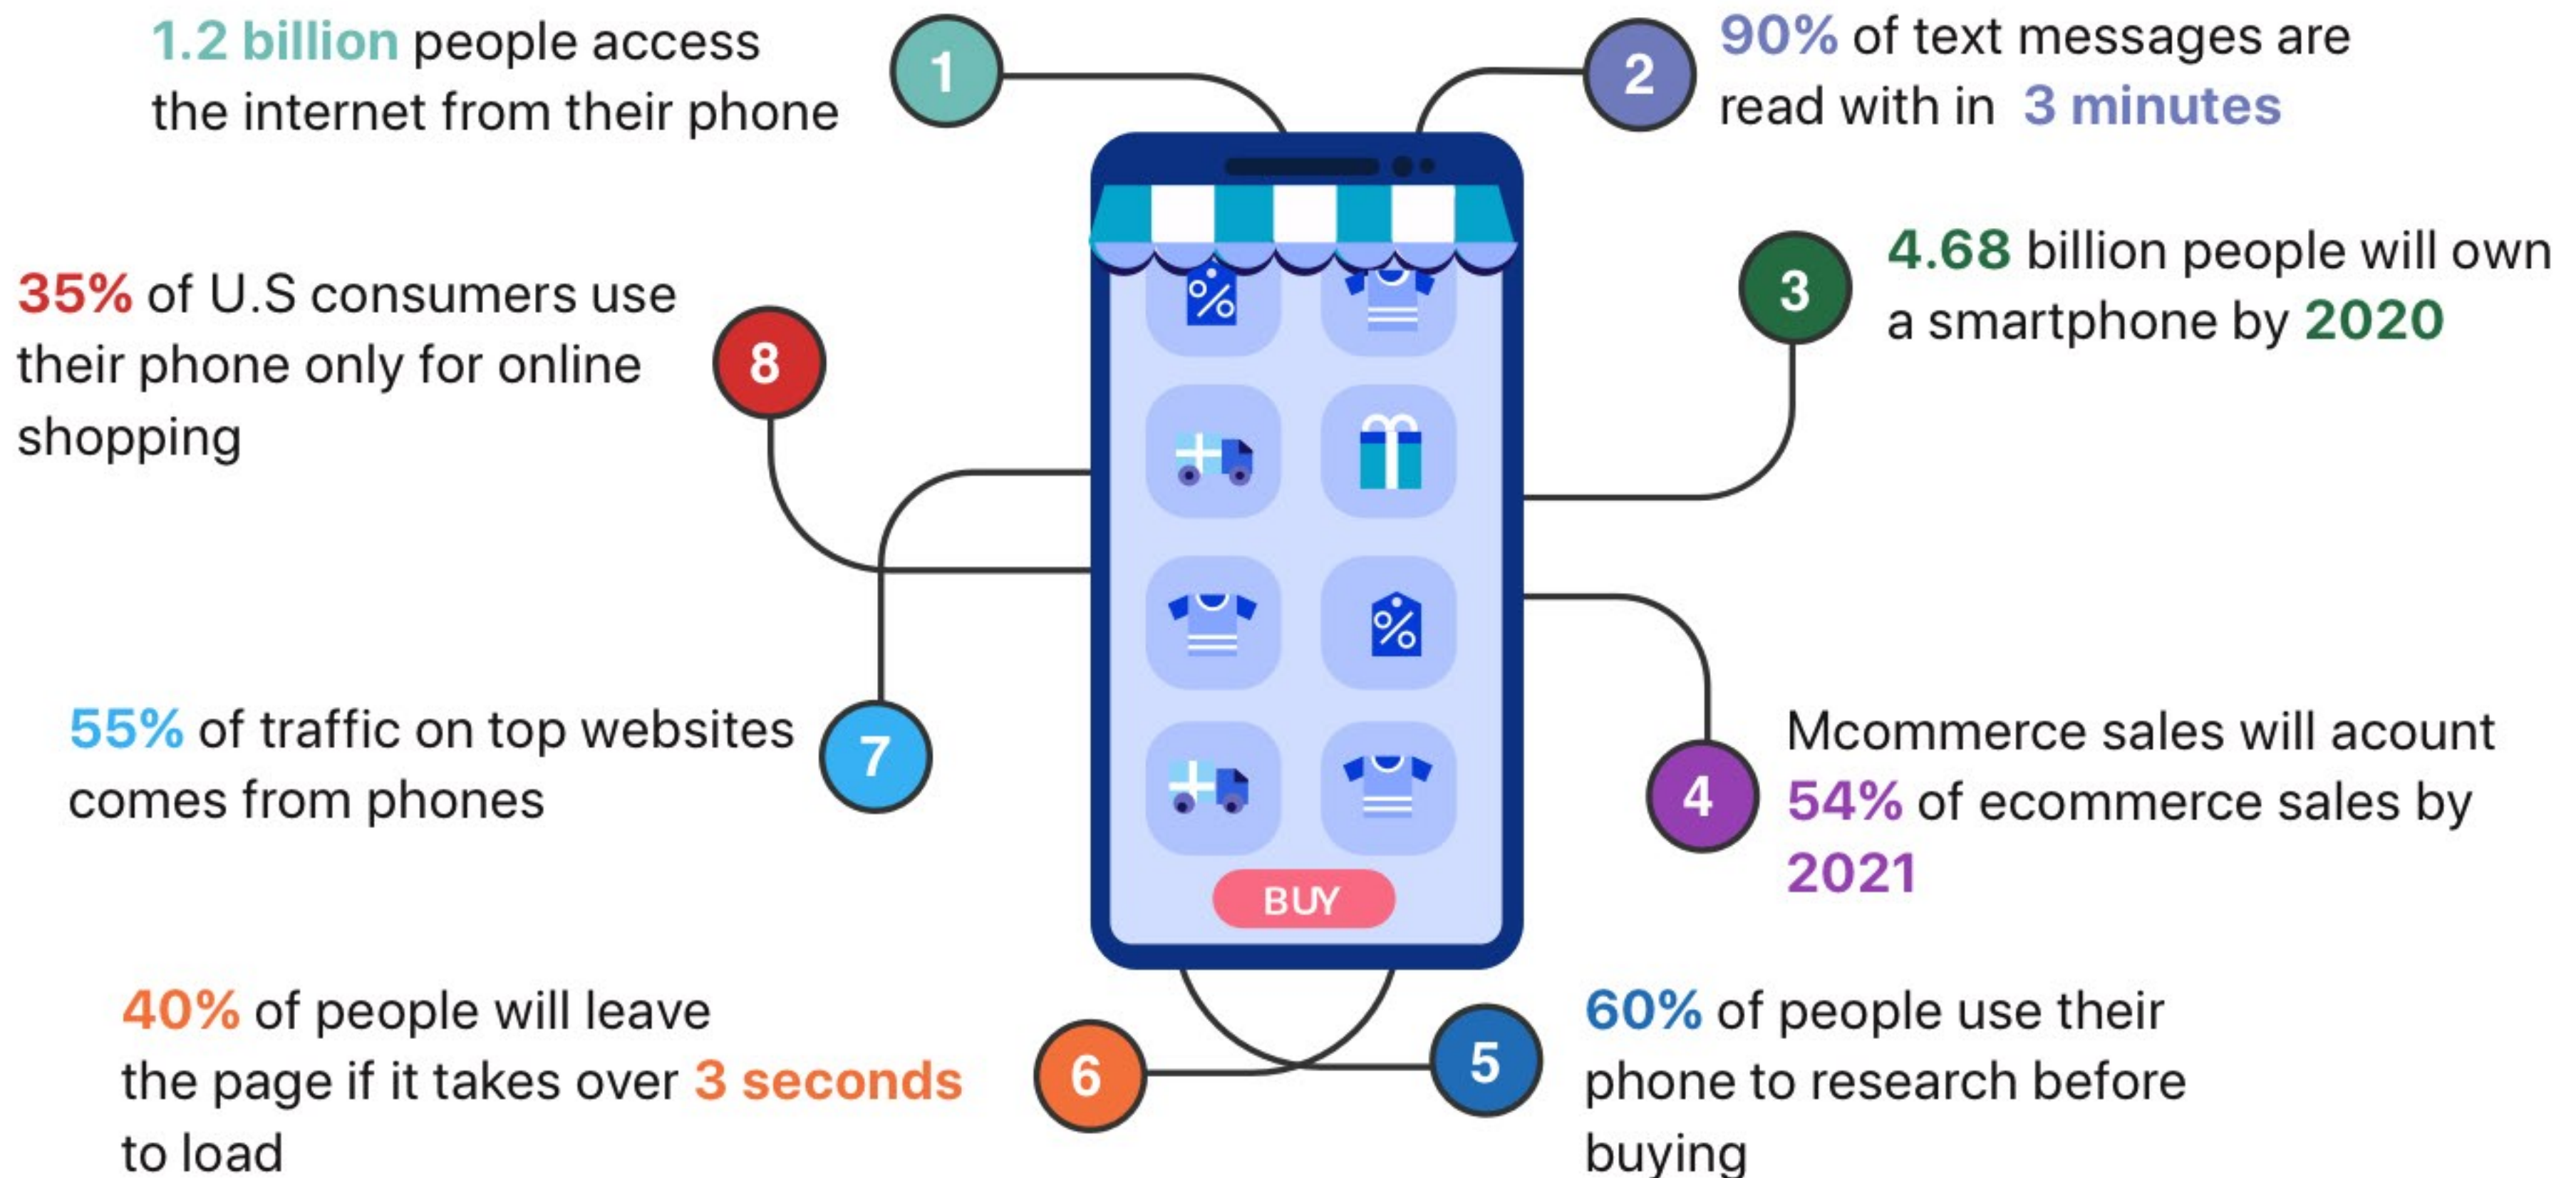 1
1.2 billion people access
the internet from their phone
2
90% of text messages are
read with in 3 minutes
3
4.68 billion people will own
a smartphone by 2020
4
Mcommerce sales will acount
54% of ecommerce sales by
2021
5
60% of people use their
phone to research before
buying
6
40% of people will leave
the page if it takes over 3 seconds
to load
7
55% of traffic on top websites
comes from phones
8
35% of U.S consumers use
their phone only for online
shopping
%
%
BUY